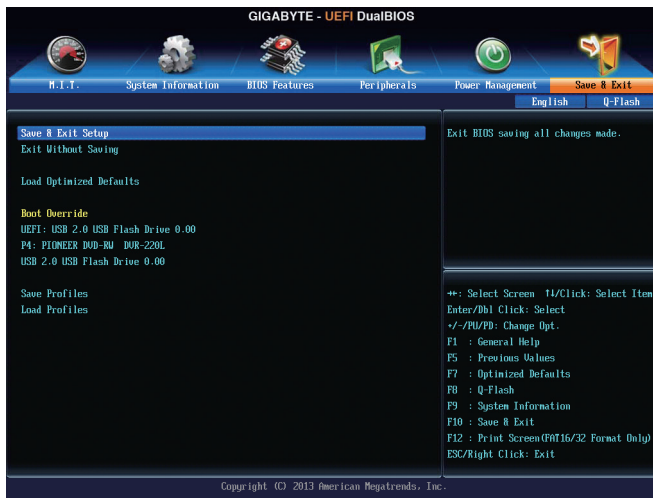 GIGABYTE - UEFI DualBIOS
M.I.T.
System Information
BIOS Features
Peripherals
Power Management
Save & Exit
English
Q-Flash
Save & Exit Setup
Exit Without Saving
Load Optimized Defaults
Boot Override
UEFI: USB 2.0 USB Flash Drive 0.00
P4: PIONEER DVD-RW DVR-220L
USB 2.0 USB Flash Drive 0.00
Save Profiles
Load Profiles
Exit BIOS saving all changes made.
→←: Select Screen ↑↓/Click: Select Item
Enter/Dbl Click: Select
+/-/PU/PD: Change Opt.
F1 : General Help
F5 : Previous Values
F7 : Optimized Defaults
F8 : Q-Flash
F9 : System Information
F10 : Save & Exit
F12 : Print Screen(FAT16/32 Format Only)
ESC/Right Click: Exit
Copyright (C) 2013 American Megatrends, Inc.